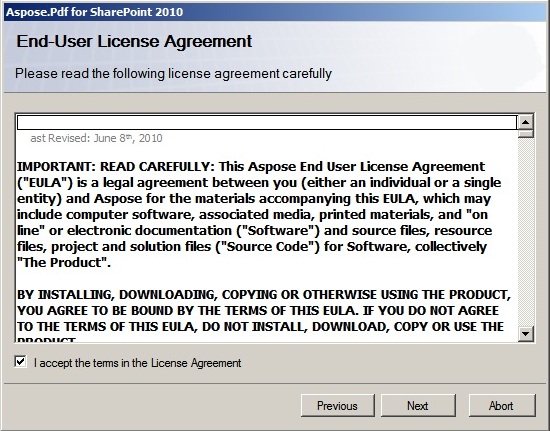 Aspose.Pdf for SharePoint 2010
End-User License Agreement
Please read the following license agreement carefully
ast Revised: June 8th, 2010
IMPORTANT: READ CAREFULLY: This Aspose End User License Agreement
("EULA") is a legal agreement between you (either an individual or a single
entity) and Aspose for the materials accompanying this EULA, which may
include computer software, associated media, printed materials, and "on
line" or electronic documentation ("Software") and source files, resource
files, project and solution files ("Source Code") for Software, collectively
"The Product".
BY INSTALLING, DOWNLOADING, COPYING OR OTHERWISE USING THE PRODUCT,
YOU AGREE TO BE BOUND BY THE TERMS OF THIS EULA. IF YOU DO NOT AGREE
TO THE TERMS OF THIS EULA, DO NOT INSTALL, DOWNLOAD, COPY OR USE THE
PRODUCT
I accept the terms in the License Agreement
Previous
Next
Abort